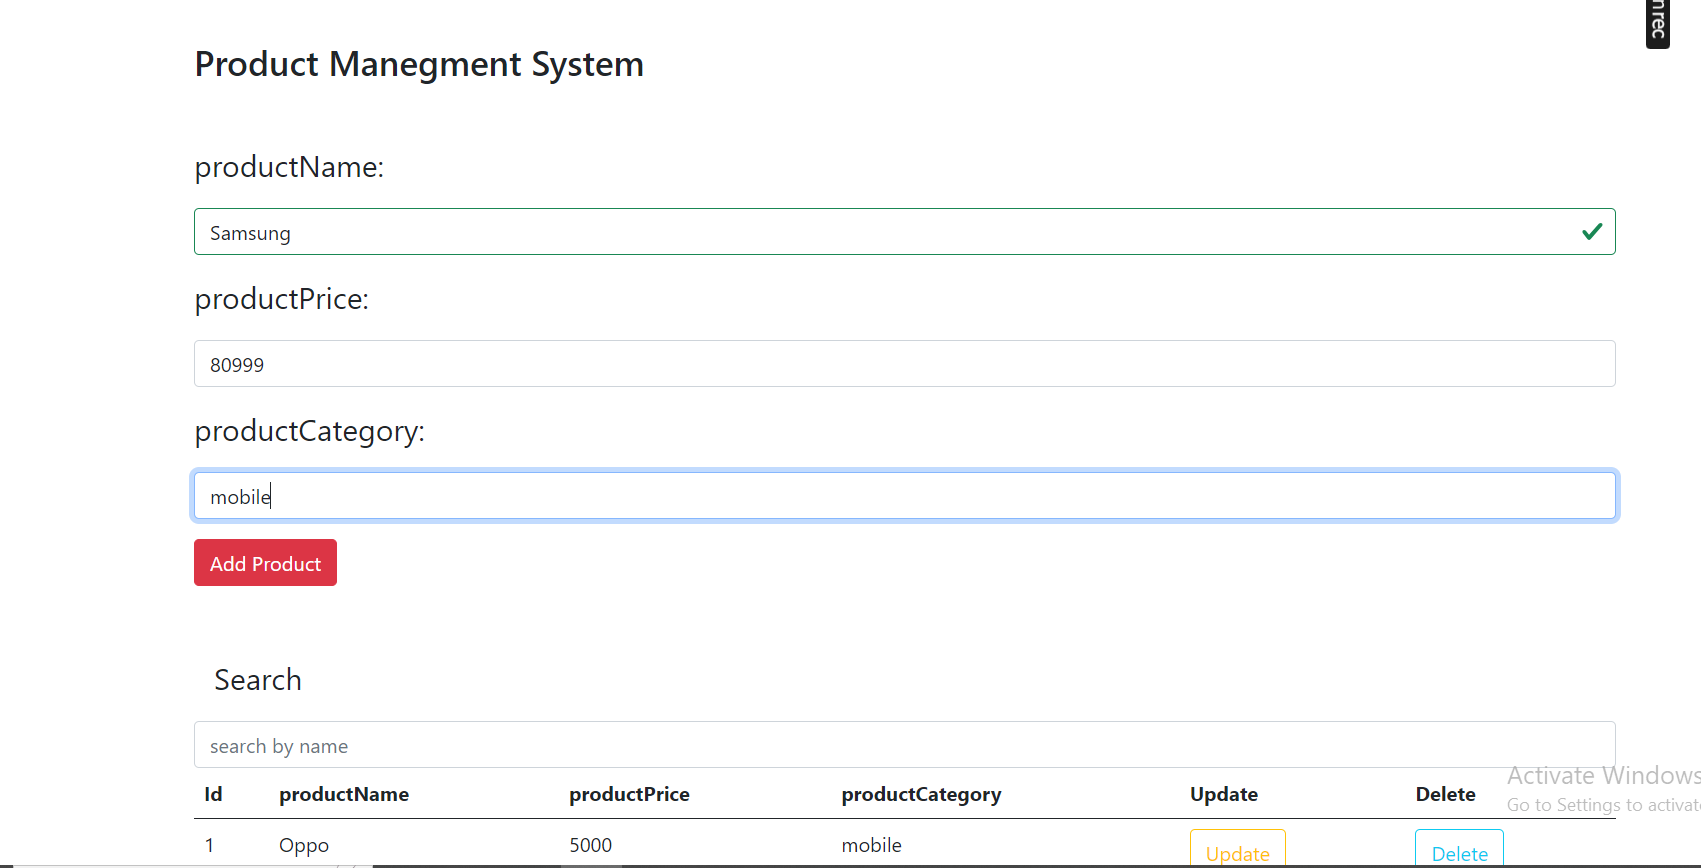 Product Manegment System
productName:
Samsung
productPrice:
80999
productCategory:
mobile
Add Product
Search
search by name
Id productName productPrice productCategory Update Delete
1 Oppo 5000 mobile Update Delete
Activate Windows
Go to Settings to activat